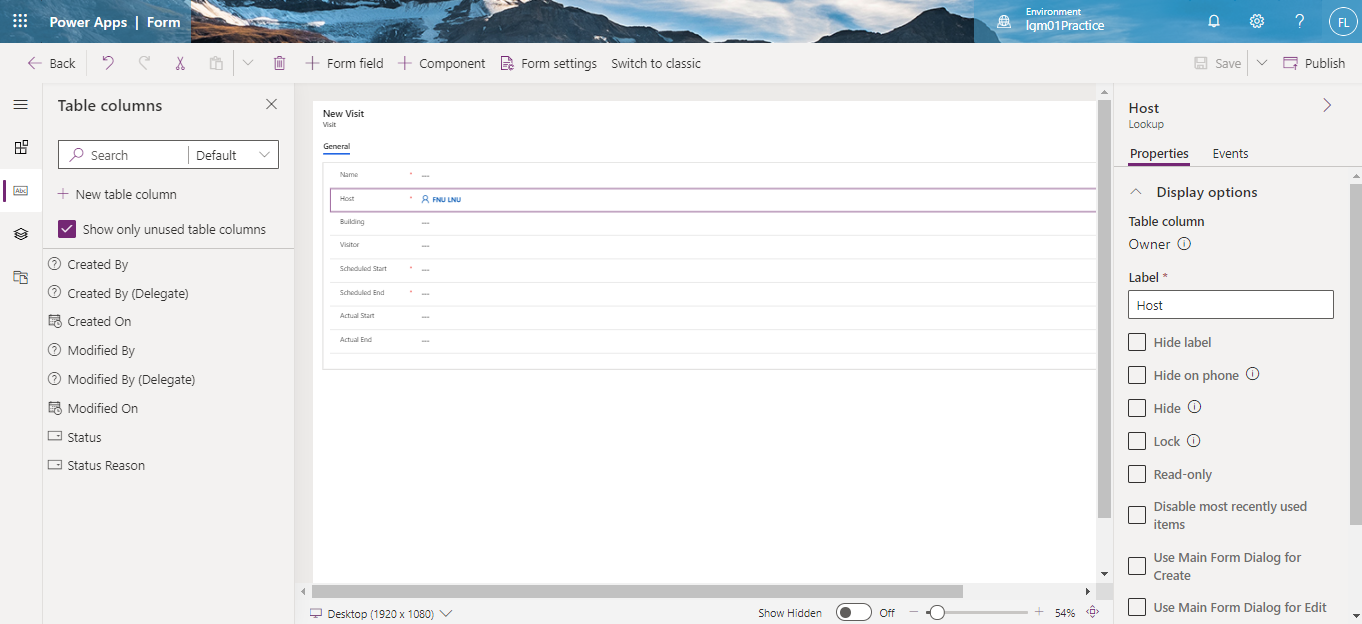 Power Apps | Form
Environment
lqm01Practice
?
FL
Back
Form field
Component
Form settings
Switch to classic
Save
Publish
Table columns
Search
Default
New table column
Abc
Show only unused table columns
Created By
Created By (Delegate)
Created On
Modified By
Modified By (Delegate)
Modified On
Status
Status Reason
New Visit
Visit
General
Name * ---
Host * FNU LNU
Building ---
Visitor ---
Scheduled Start * ---
Scheduled End * ---
Actual Start ---
Actual End ---
Desktop (1920 x 1080)
Show Hidden
Off
54%
Host
Lookup
Properties
Events
Display options
Table column
Owner
Label *
Host
Hide label
Hide on phone
Hide
Lock
Read-only
Disable most recently used
items
Use Main Form Dialog for
Create
Use Main Form Dialog for Edit